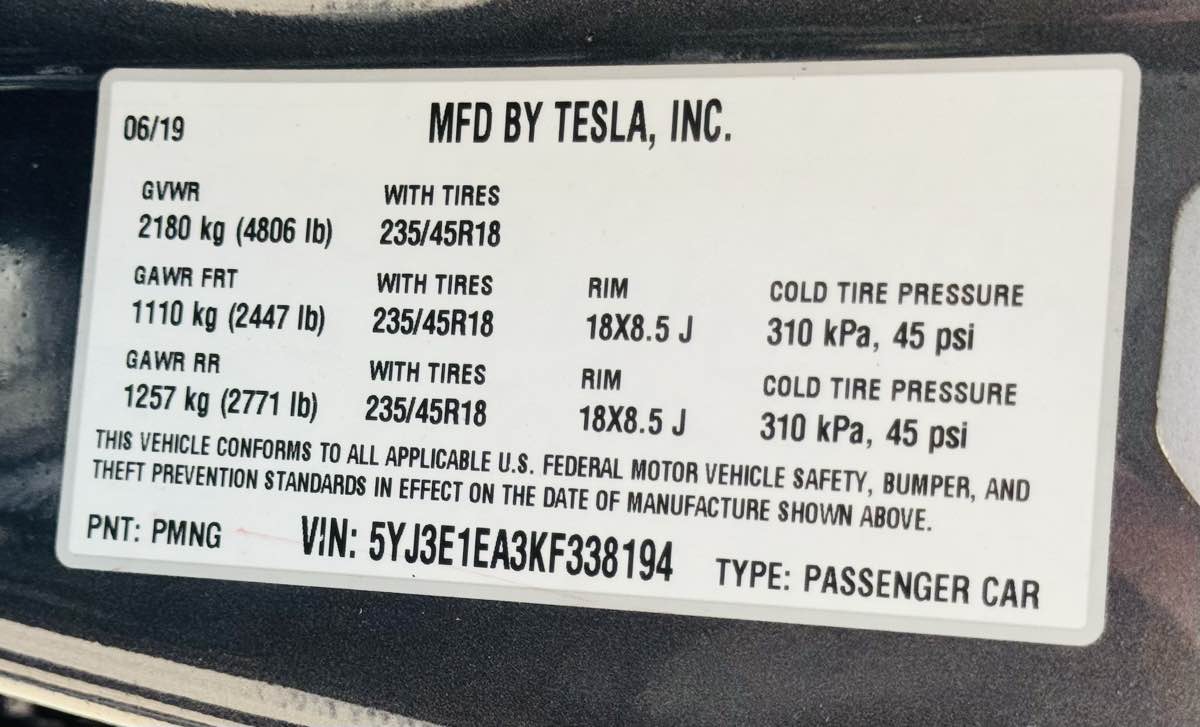 06/19 MFD BY TESLA, INC.
GVWR WITH TIRES
2180 kg (4806 lb) 235/45R18
GAWR FRT WITH TIRES RIM COLD TIRE PRESSURE
1110 kg (2447 lb) 235/45R18 18X8.5 J 310 kPa, 45 psi
GAWR RR WITH TIRES RIM COLD TIRE PRESSURE
1257 kg (2771 lb) 235/45R18 18X8.5 J 310 kPa, 45 psi
THIS VEHICLE CONFORMS TO ALL APPLICABLE U.S. FEDERAL MOTOR VEHICLE SAFETY, BUMPER, AND
THEFT PREVENTION STANDARDS IN EFFECT ON THE DATE OF MANUFACTURE SHOWN ABOVE.
PNT: PMNG VIN: 5YJ3E1EA3KF338194 TYPE: PASSENGER CAR